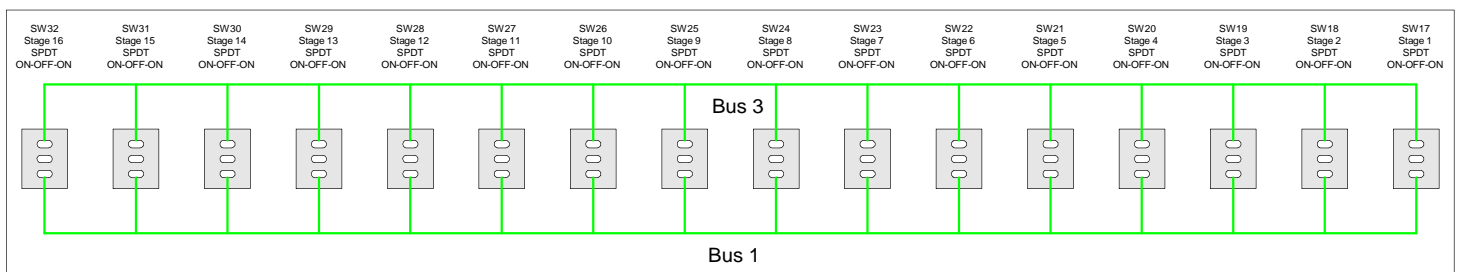 SW32
Stage 16
SPDT
ON-OFF-ON
SW31
Stage 15
SPDT
ON-OFF-ON
SW30
Stage 14
SPDT
ON-OFF-ON
SW29
Stage 13
SPDT
ON-OFF-ON
SW28
Stage 12
SPDT
ON-OFF-ON
SW27
Stage 11
SPDT
ON-OFF-ON
SW26
Stage 10
SPDT
ON-OFF-ON
SW25
Stage 9
SPDT
ON-OFF-ON
SW24
Stage 8
SPDT
ON-OFF-ON
SW23
Stage 7
SPDT
ON-OFF-ON
SW22
Stage 6
SPDT
ON-OFF-ON
SW21
Stage 5
SPDT
ON-OFF-ON
SW20
Stage 4
SPDT
ON-OFF-ON
SW19
Stage 3
SPDT
ON-OFF-ON
SW18
Stage 2
SPDT
ON-OFF-ON
SW17
Stage 1
SPDT
ON-OFF-ON
Bus 3
Bus 1